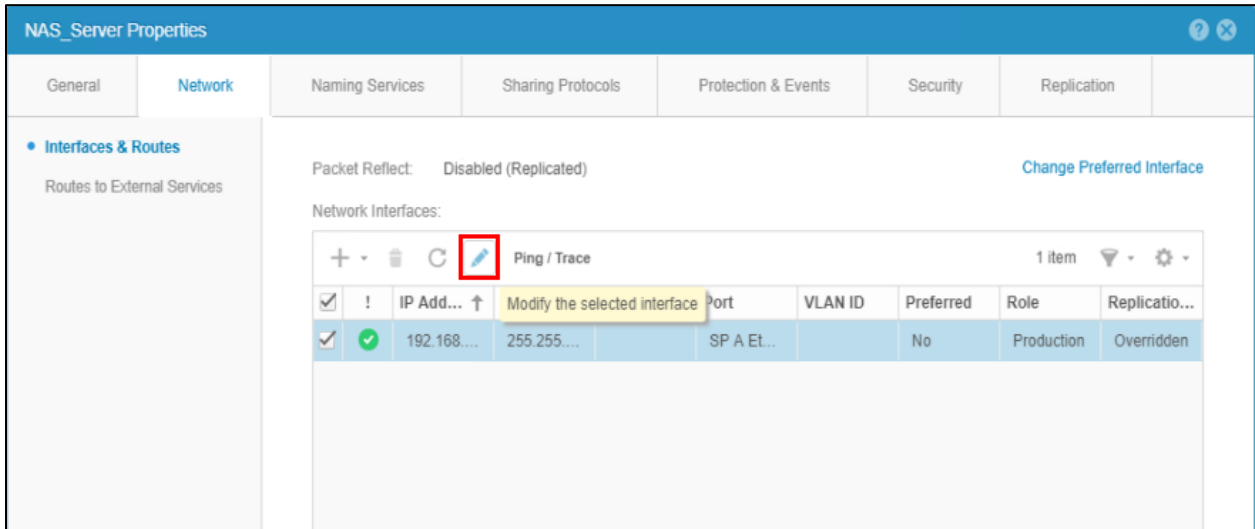 NAS_Server Properties
General Network Naming Services Sharing Protocols Protection & Events Security Replication
Interfaces & Routes
Routes to External Services
Packet Reflect: Disabled (Replicated) Change Preferred Interface
Network Interfaces:
Ping / Trace 1 item
! IP Add... Port VLAN ID Preferred Role Replicatio...
Modify the selected interface
192.168.... 255.255.... SP A Et... No Production Overridden